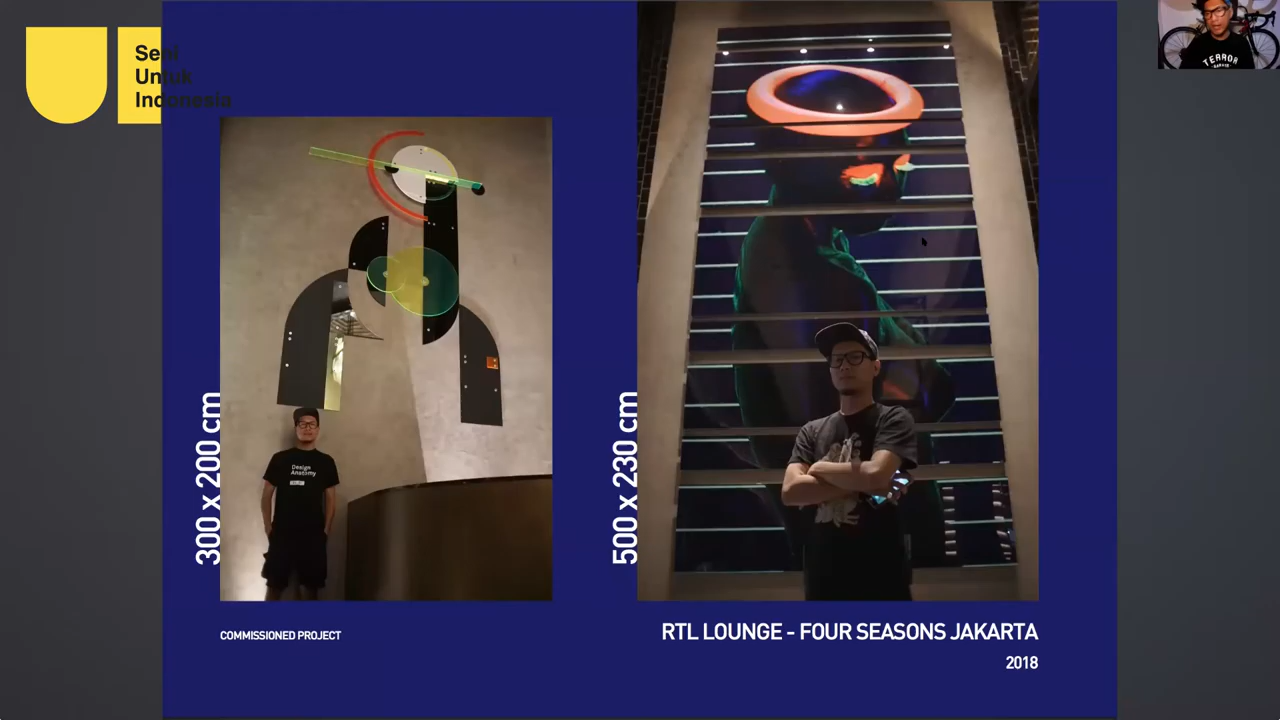 Seni
Untuk
Indonesia
TERROR
300 x 200 cm
Design
Anatomy
500 x 230 cm
COMMISSIONED PROJECT
RTL LOUNGE - FOUR SEASONS JAKARTA
2018